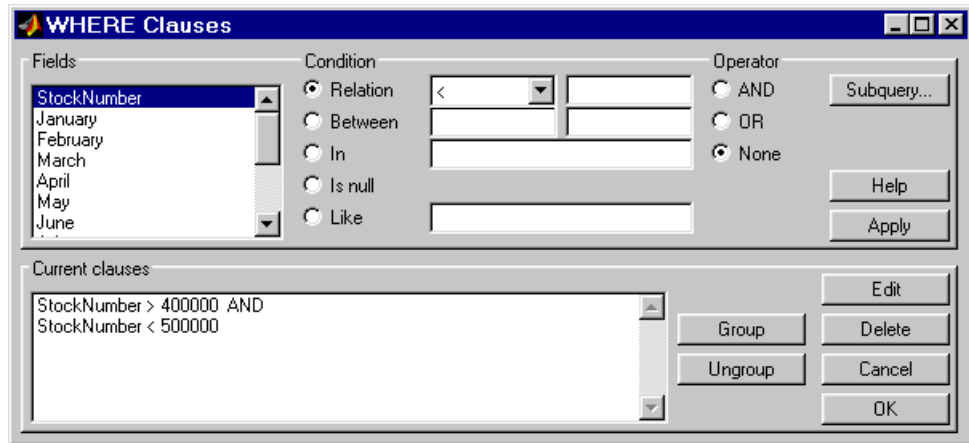 WHERE Clauses
Fields
StockNumber
January
February
March
April
May
June
Condition
Relation <
Between
In
Is null
Like
Operator
AND
OR
None
Subquery...
Help
Apply
Current clauses
StockNumber > 400000 AND
StockNumber < 500000
Group
Ungroup
Edit
Delete
Cancel
OK